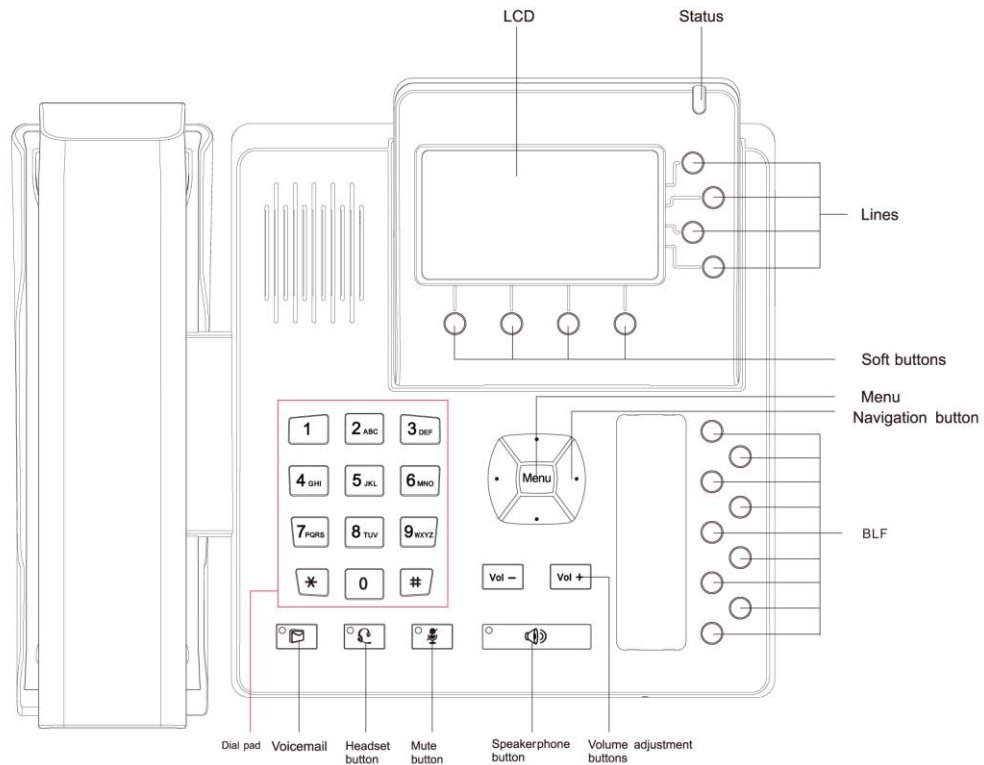 LCD
Status
Lines
Soft buttons
Menu
Navigation button
1
2 ABC
3 DEF
4 GHI
5 JKL
6 MNO
7 PQRS
8 TUV
9 WXYZ
*
0
#
Menu
BLF
Vol −
Vol +
Dial pad
Voicemail
Headset
button
Mute
button
Speakerphone
button
Volume adjustment
buttons